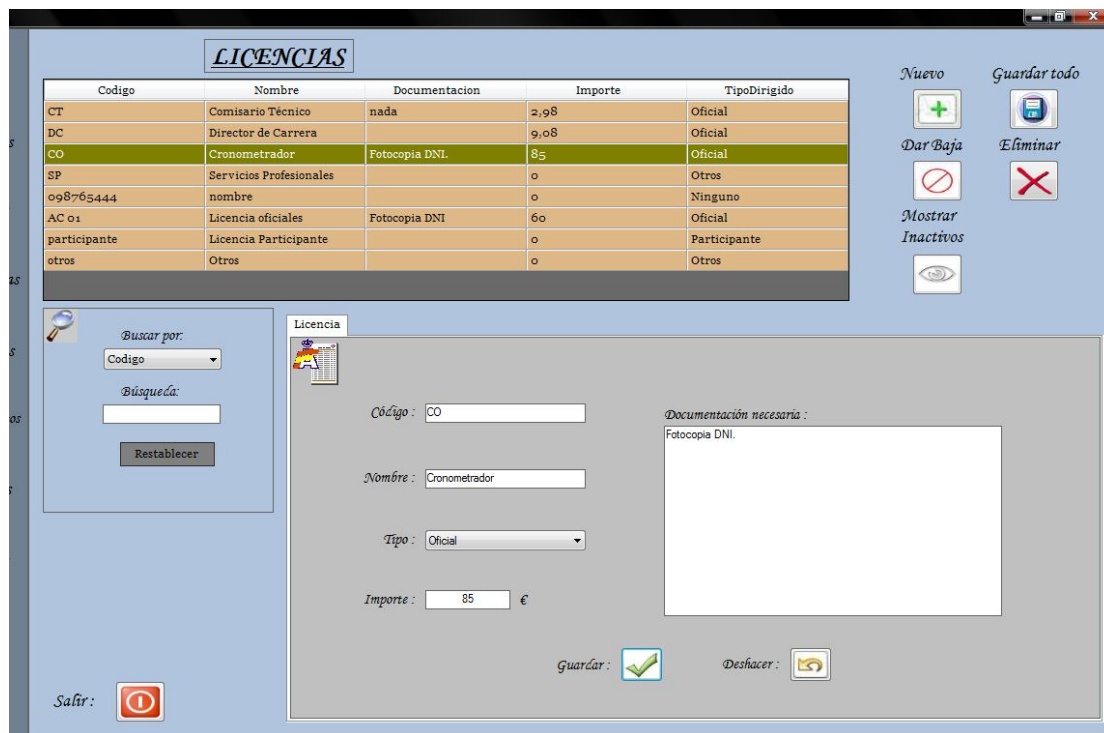 LICENCIAS
Nuevo Guardar todo
Codigo Nombre Documentacion Importe TipoDirigido
CT Comisario Técnico nada 2,98 Oficial
DC Director de Carrera 9,08 Oficial
CO Cronometrador Fotocopia DNI. 85 Oficial
SP Servicios Profesionales 0 Otros
098765444 nombre 0 Ninguno
AC 01 Licencia oficiales Fotocopia DNI 60 Oficial
participante Licencia Participante 0 Participante
otros Otros 0 Otros
Dar Baja Eliminar
Mostrar
Inactivos
s
as
s
os
s
Buscar por:
Codigo
Búsqueda:
Restablecer
Licencia
Código : CO
Nombre : Cronometrador
Tipo : Oficial
Importe : 85 €
Documentación necesaria :
Fotocopia DNI.
Guardar : Deshacer :
Salir :